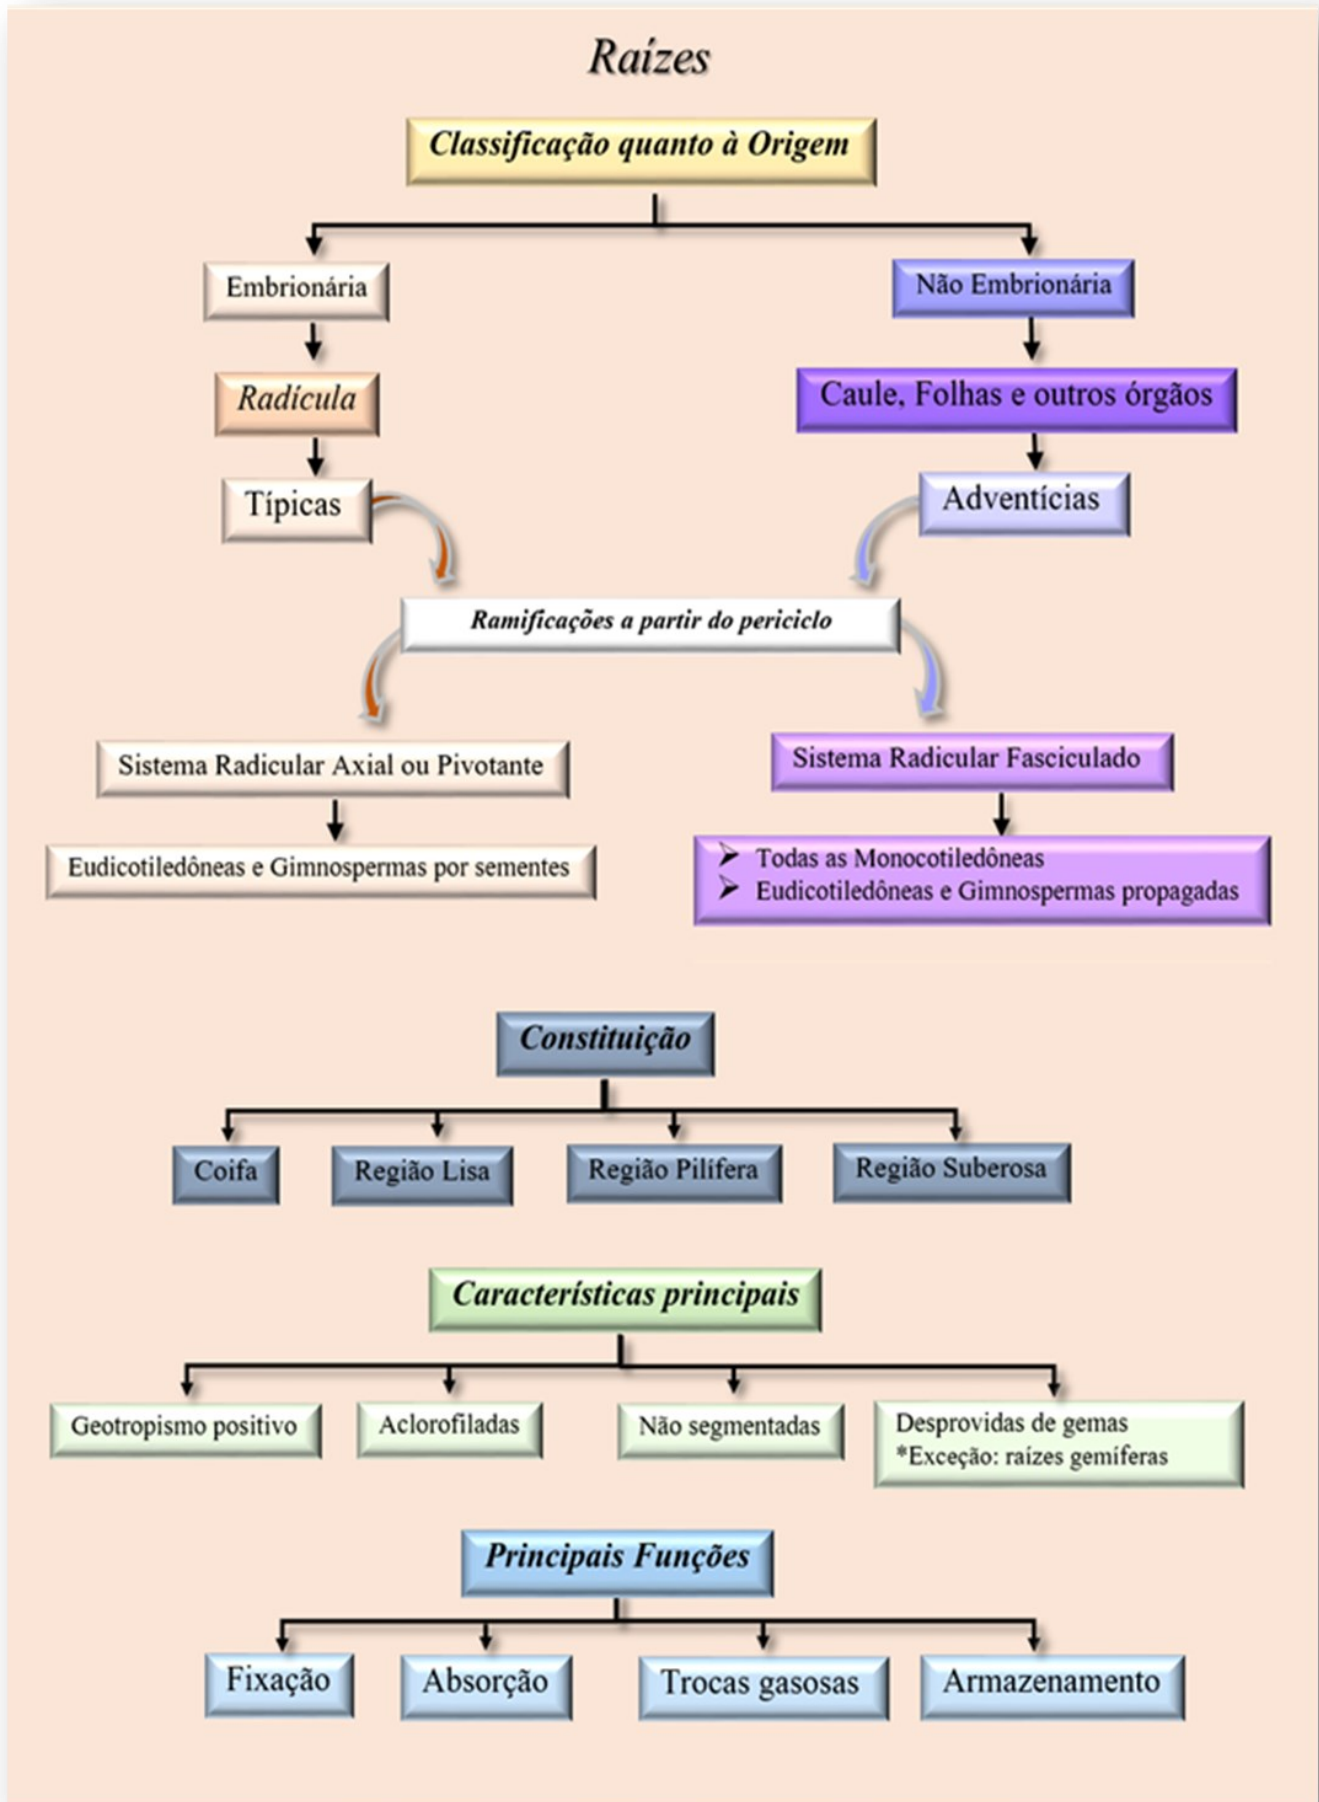 Raízes
Classificação quanto à Origem
Embrionária
Não Embrionária
Radícula
Caule, Folhas e outros órgãos
Típicas
Adventícias
Ramificações a partir do periciclo
Sistema Radicular Axial ou Pivotante
Sistema Radicular Fasciculado
Eudicotiledôneas e Gimnospermas por sementes
➢ Todas as Monocotiledôneas
➢ Eudicotiledôneas e Gimnospermas propagadas
Constituição
Coifa
Região Lisa
Região Pilífera
Região Suberosa
Características principais
Geotropismo positivo
Aclorofiladas
Não segmentadas
Desprovidas de gemas
*Exceção: raízes gemíferas
Principais Funções
Fixação
Absorção
Trocas gasosas
Armazenamento